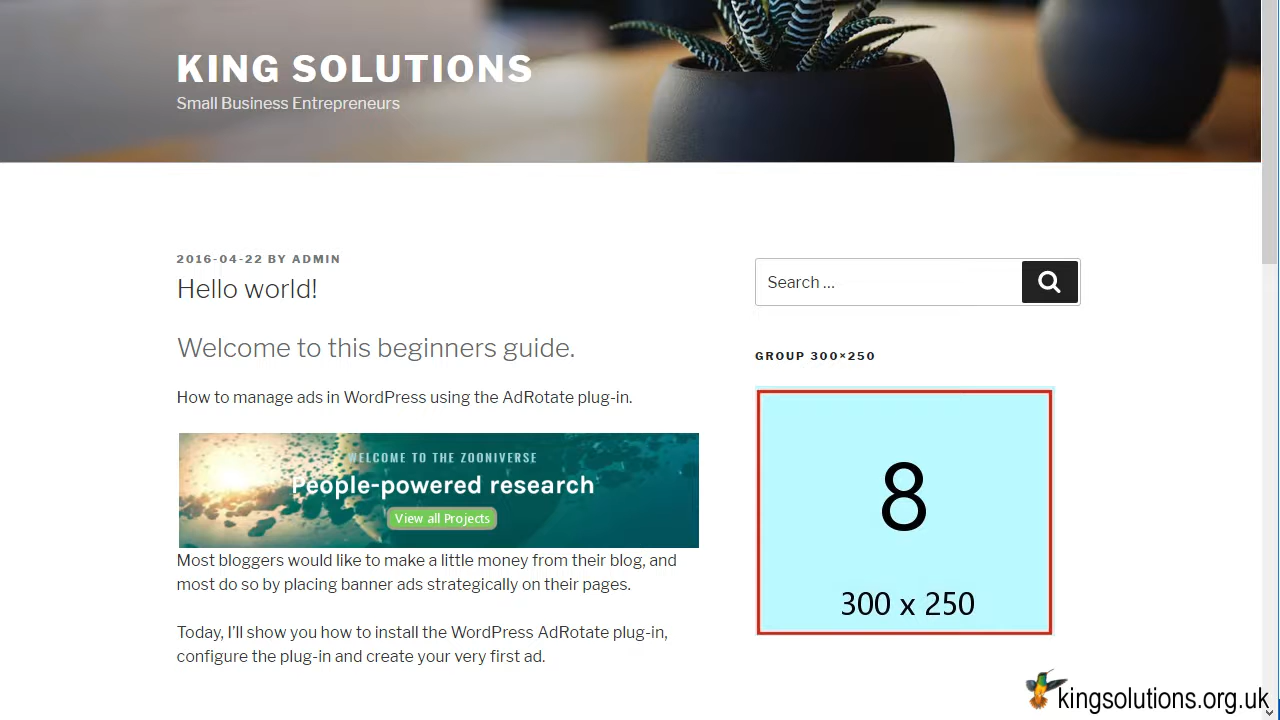 KING SOLUTIONS
Small Business Entrepreneurs
2016-04-22 BY ADMIN
Hello world!
Welcome to this beginners guide.
How to manage ads in WordPress using the AdRotate plug-in.
WELCOME TO THE ZOONIVERSE
People-powered research
View all Projects
Most bloggers would like to make a little money from their blog, and
most do so by placing banner ads strategically on their pages.
Today, I'll show you how to install the WordPress AdRotate plug-in,
configure the plug-in and create your very first ad.
Search ...
GROUP 300×250
8
300 x 250
kingsolutions.org.uk